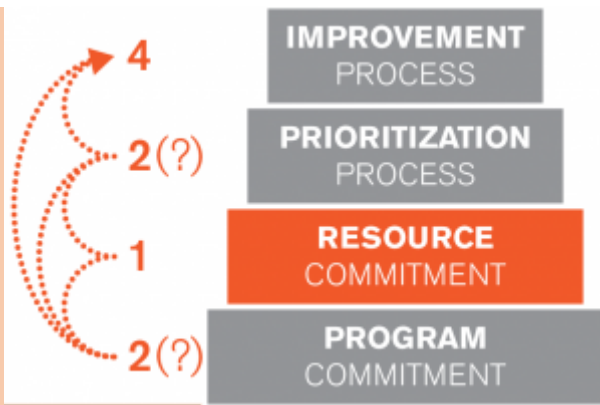 4
IMPROVEMENT
PROCESS
2(?)
PRIORITIZATION
PROCESS
1
RESOURCE
COMMITMENT
2(?)
PROGRAM
COMMITMENT